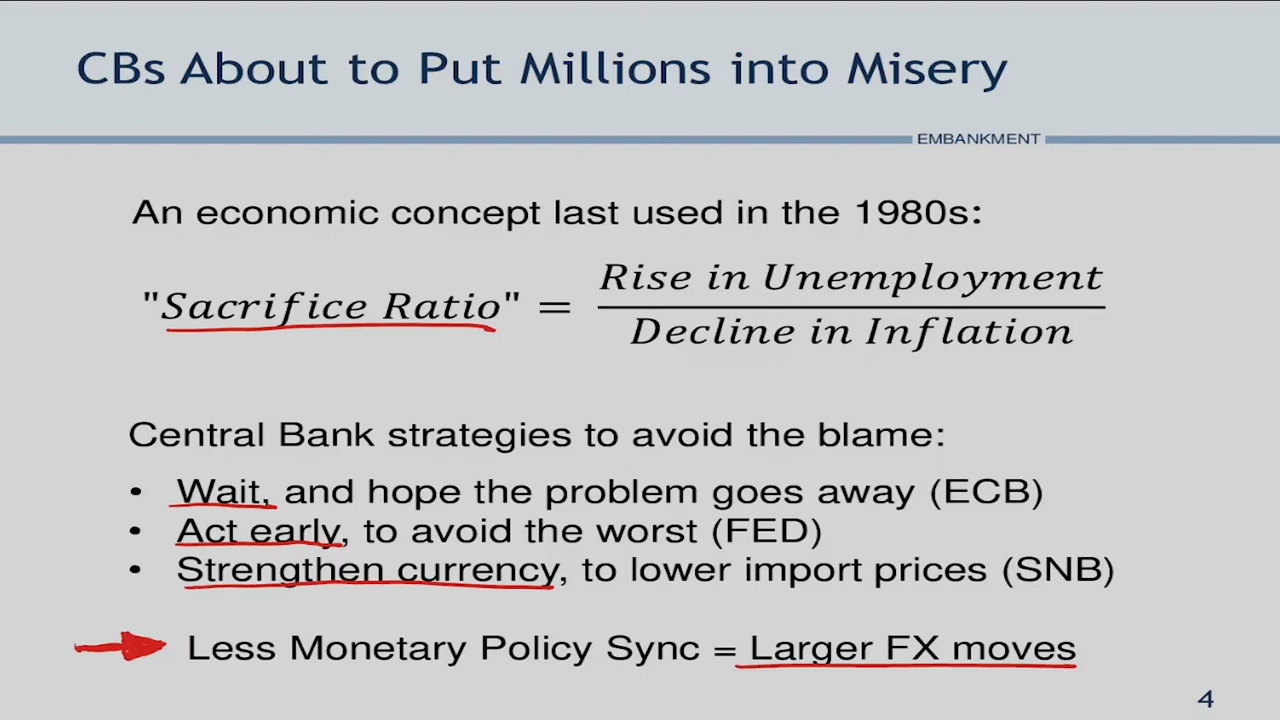 CBs About to Put Millions into Misery
EMBANKMENT
An economic concept last used in the 1980s:
"Sacrifice Ratio" = Rise in Unemployment
Decline in Inflation
Central Bank strategies to avoid the blame:
• Wait, and hope the problem goes away (ECB)
• Act early, to avoid the worst (FED)
• Strengthen currency, to lower import prices (SNB)
Less Monetary Policy Sync = Larger FX moves
4